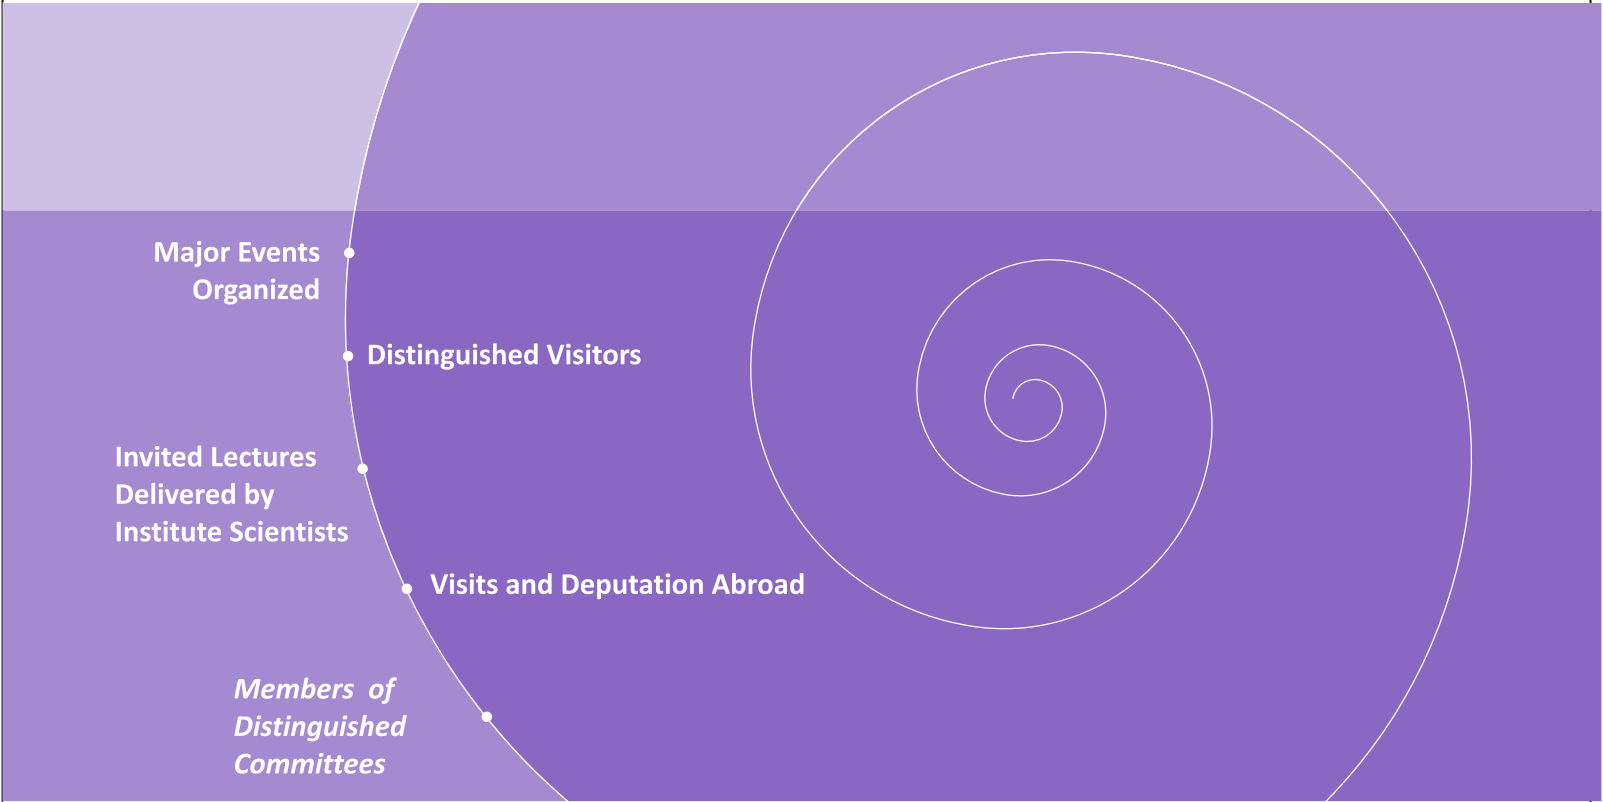 Major Events
Organized
Distinguished Visitors
Invited Lectures
Delivered by
Institute Scientists
Visits and Deputation Abroad
Members of
Distinguished
Committees